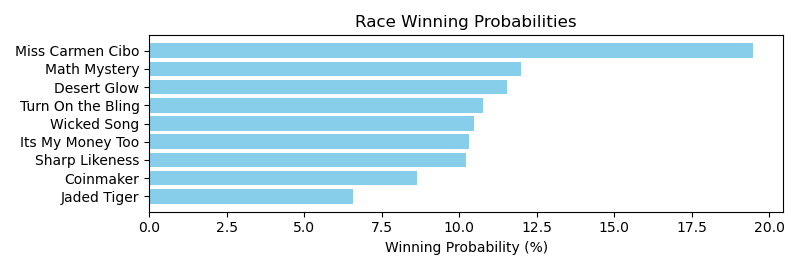 Race Winning Probabilities
Miss Carmen Cibo
Math Mystery
Desert Glow
Turn On the Bling
Wicked Song
Its My Money Too
Sharp Likeness
Coinmaker
Jaded Tiger
0.0 2.5 5.0 7.5 10.0 12.5 15.0 17.5 20.0
Winning Probability (%)